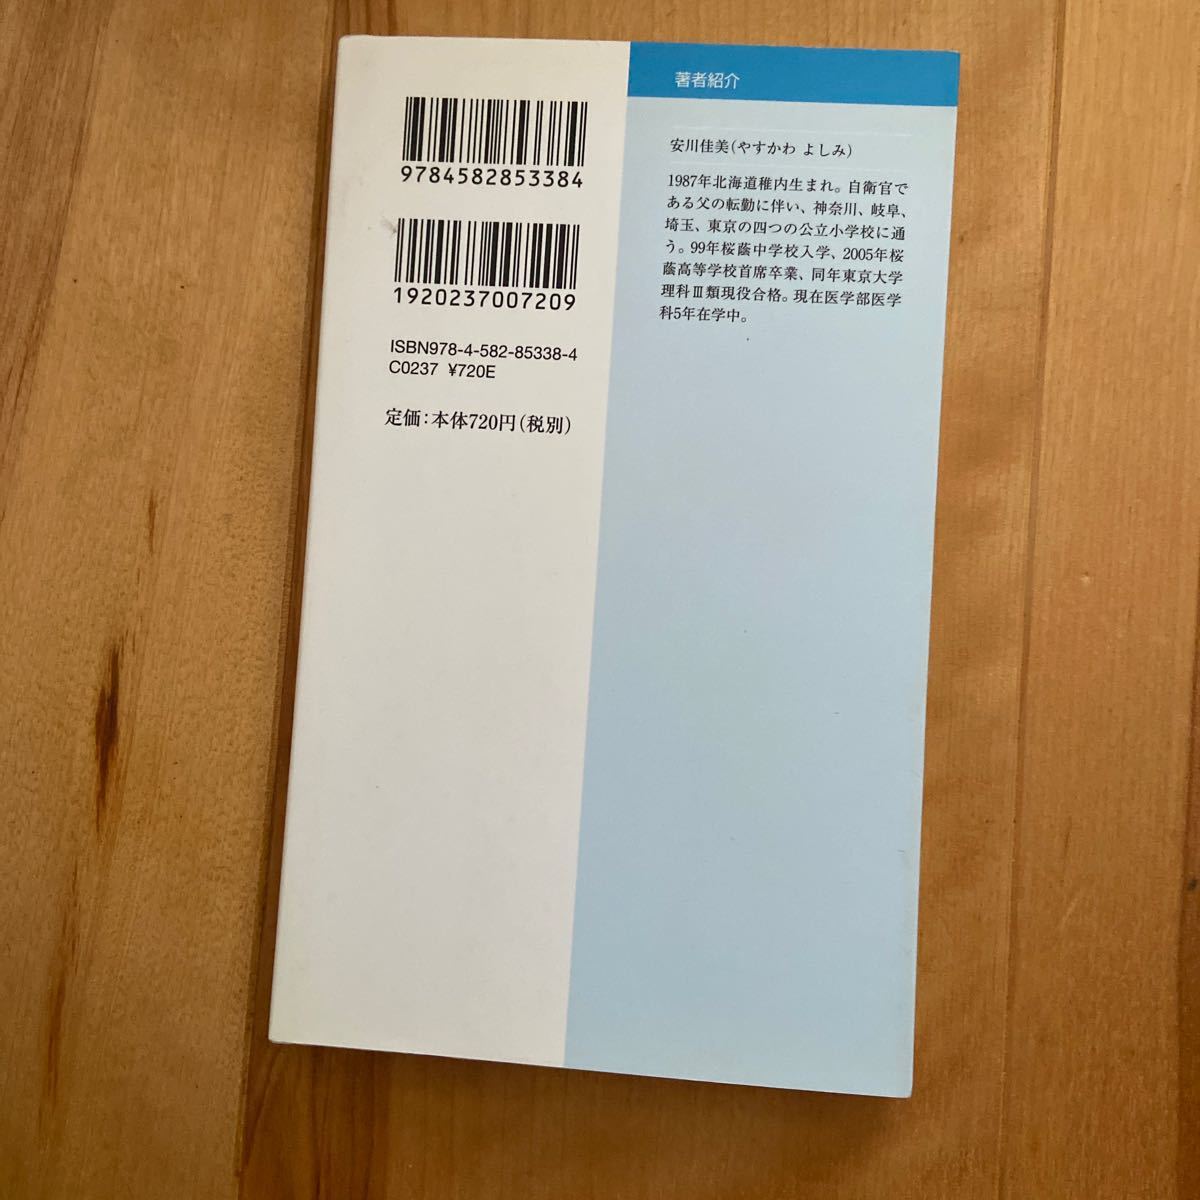 9784582853384
1920237007209
ISBN978-4-582-85338-4
C0237 ¥720E
定価:本体720円(税別)
著者紹介
安川佳美(やすかわ よしみ)
1987年北海道稚内生まれ。自衛官で
ある父の転勤に伴い、神奈川、岐阜、
埼玉、東京の四つの公立小学校に通
う。99年桜蔭中学校入学、2005年桜
蔭高等学校首席卒業、同年東京大学
理科Ⅲ類現役合格。現在医学部医学
科5年在学中。